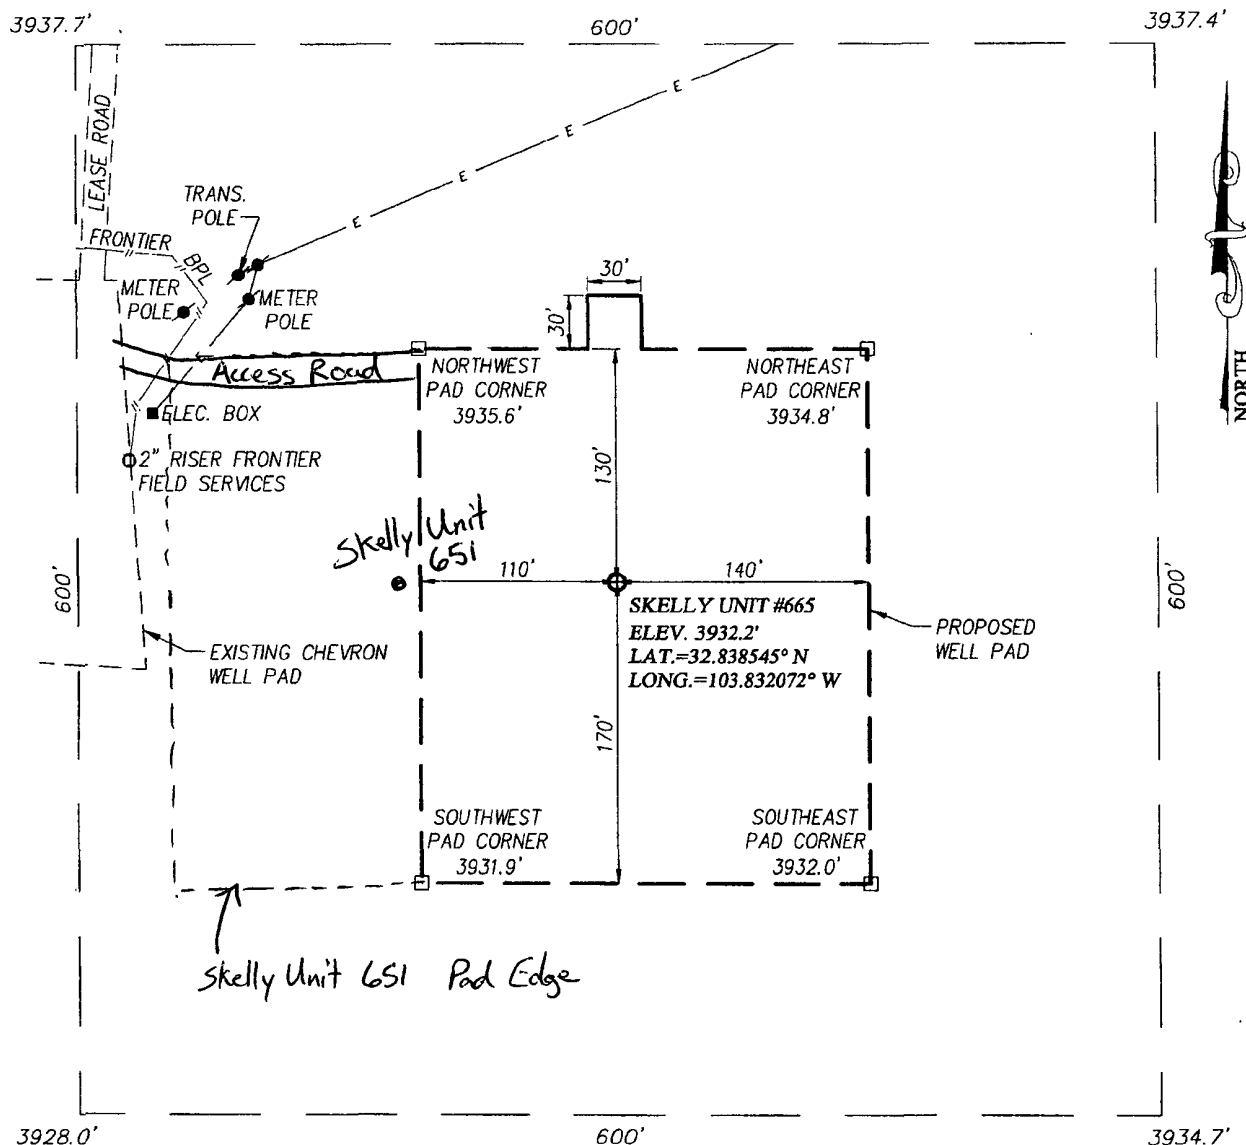 3937.7'
600'
3937.4'
LEASE ROAD
E
E
E
E
TRANS.
POLE
FRONTIER
BPL
METER
POLE
METER
POLE
30'
30'
NORTH
Access Road
NORTHWEST
PAD CORNER
3935.6'
NORTHEAST
PAD CORNER
3934.8'
ELEC. BOX
2" RISER FRONTIER
FIELD SERVICES
130'
Skelly Unit
651
600'
110'
140'
600'
SKELLY UNIT #665
ELEV. 3932.2'
LAT.=32.838545° N
LONG.=103.832072° W
PROPOSED
WELL PAD
EXISTING CHEVRON
WELL PAD
170'
SOUTHWEST
PAD CORNER
3931.9'
SOUTHEAST
PAD CORNER
3932.0'
Skelly Unit 651 Pad Edge
3928.0'
600'
3934.7'